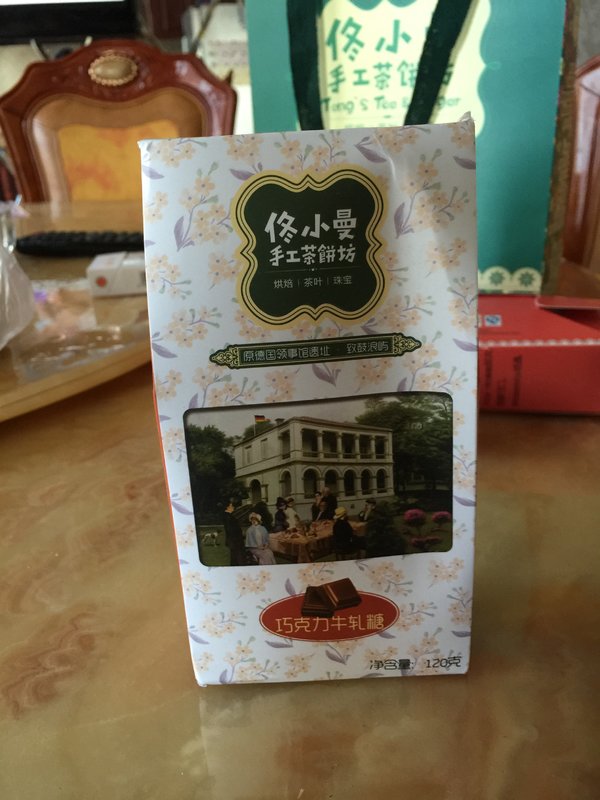 佟小曼
手工茶餅坊
佟小曼
手工茶餅坊
烘焙 | 茶叶 | 珠宝
原德国领事馆遗址 · 致鼓浪屿
巧克力牛轧糖
净含量: 120克